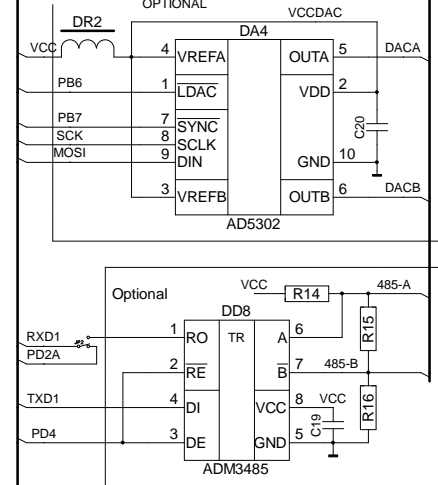 OPTIONAL
DR2
VCCDAC
DA4
VCC
4 VREFA OUTA 5 DACA
PB6 1 LDAC VDD 2
PB7 7 SYNC
SCK 8 SCLK
C20
MOSI 9 DIN GND 10
3 VREFB OUTB 6 DACB
AD5302
Optional
VCC R14 485-A
DD8
RXD1 JP2 1 RO TR A 6
R15
PD2A
2 RE B 7 485-B
TXD1 4 DI VCC 8 VCC
C19 R16
PD4 3 DE GND 5
ADM3485